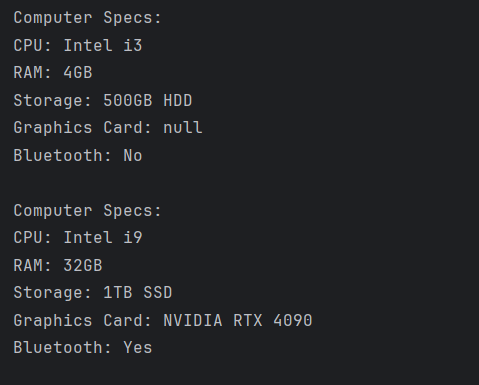 Computer Specs:
CPU: Intel i3
RAM: 4GB
Storage: 500GB HDD
Graphics Card: null
Bluetooth: No

Computer Specs:
CPU: Intel i9
RAM: 32GB
Storage: 1TB SSD
Graphics Card: NVIDIA RTX 4090
Bluetooth: Yes